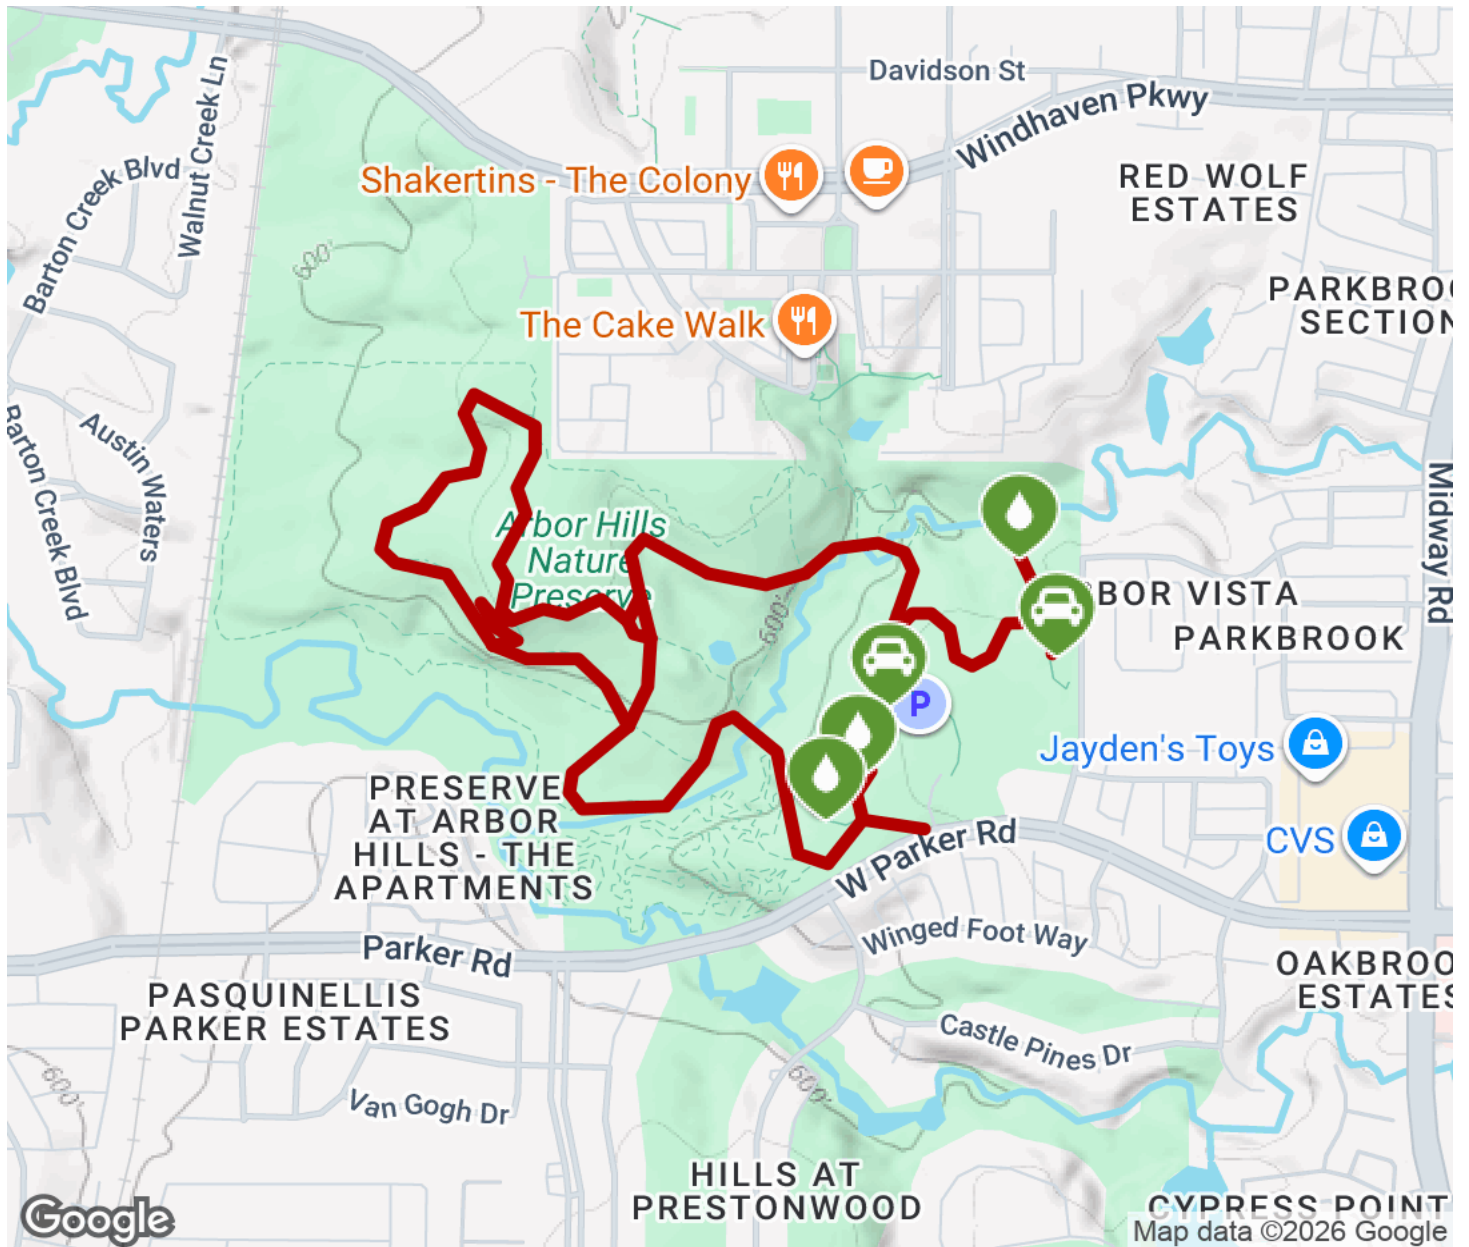 Davidson St
Windhaven Pkwy
Walnut Creek Ln
Barton Creek Blvd
Shakertins - The Colony
RED WOLF
ESTATES
600'
PARKBROO
SECTION
The Cake Walk
Austin Waters
Barton Creek Blvd
Midway Rd
Arbor Hills
Nature
Preserve
600'
BOR VISTA
PARKBROOK
P
Jayden's Toys
PRESERVE
AT ARBOR
HILLS - THE
APARTMENTS
CVS
W Parker Rd
Winged Foot Way
Parker Rd
OAKBROO
ESTATES
PASQUINELLIS
PARKER ESTATES
Castle Pines Dr
600'
600'
Van Gogh Dr
HILLS AT
PRESTONWOOD
CYPRESS POINT
Google
Map data ©2026 Google